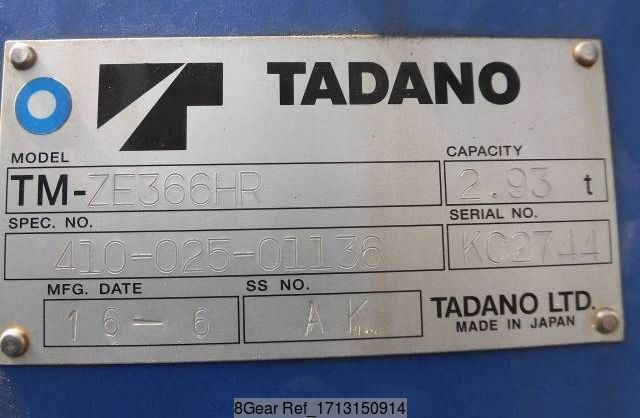 TADANO
MODEL
TM-ZE366HR
CAPACITY
2.93 t
SPEC. NO.
410-025-01136
SERIAL NO.
KC2744
MFG. DATE
16-6
SS NO.
AK
TADANO LTD.
MADE IN JAPAN
8Gear Ref_1713150914